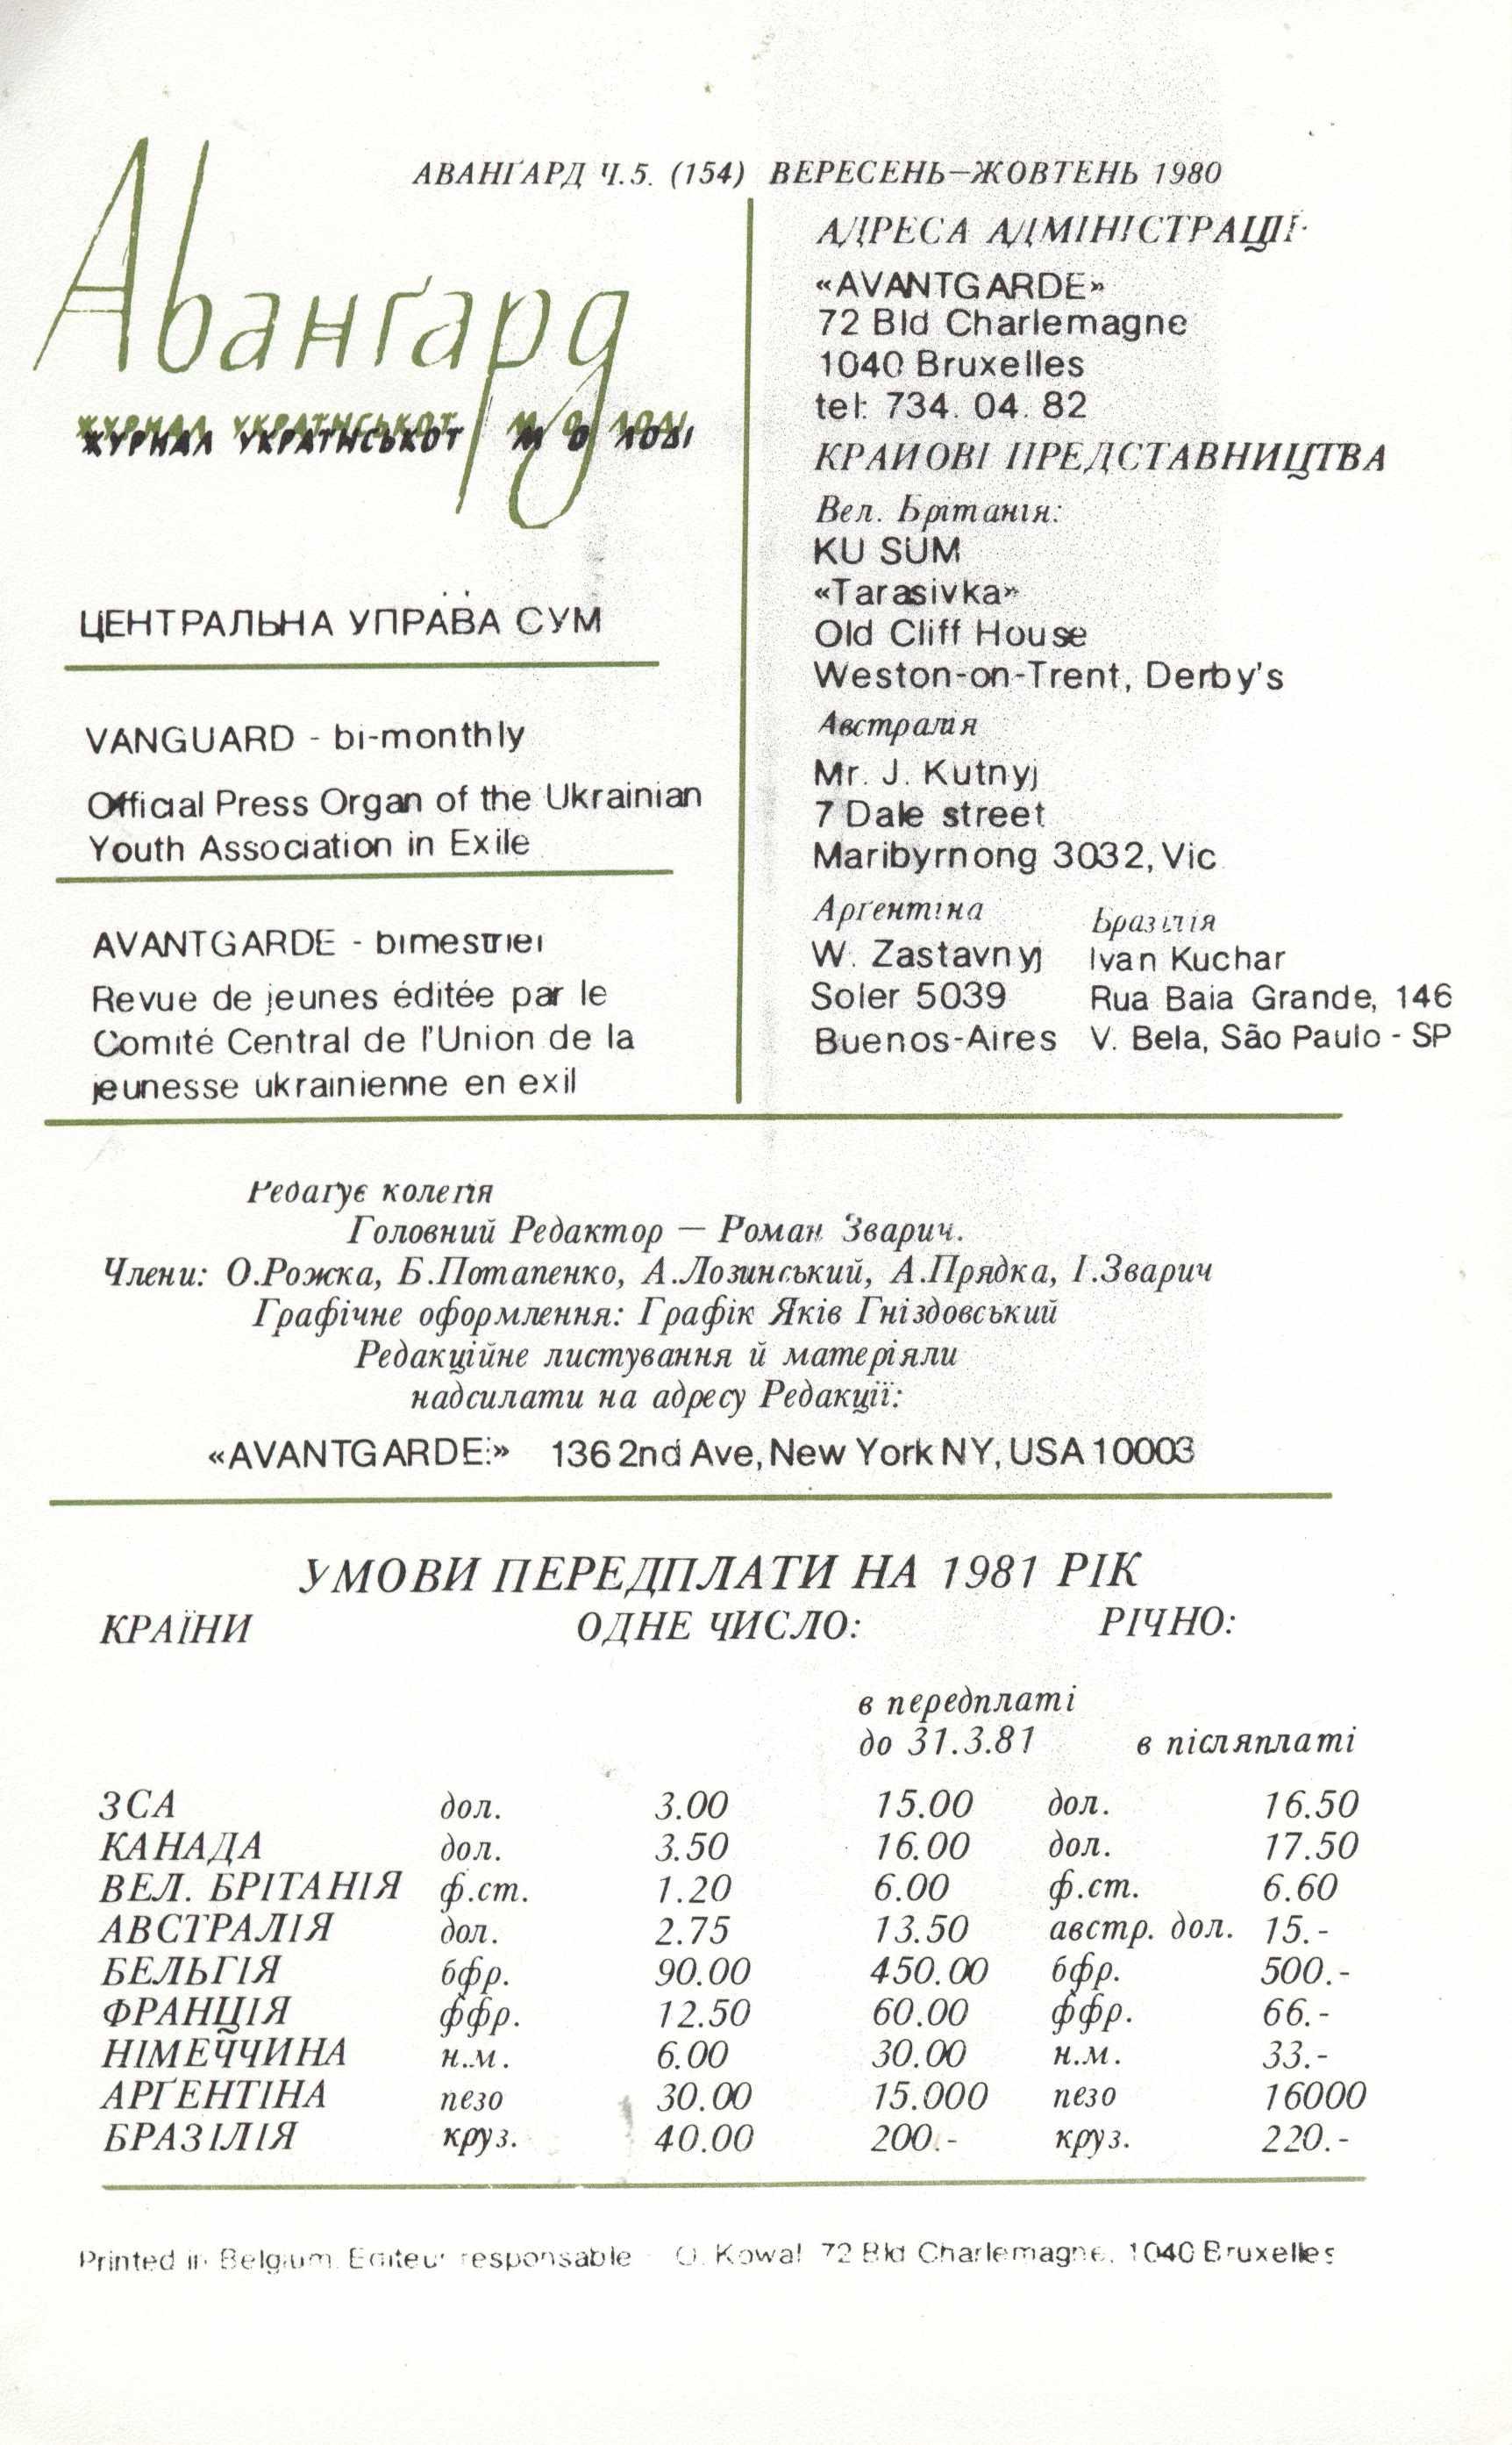 АВАНҐАРД Ч.5. (154) ВЕРЕСЕНЬ–ЖОВТЕНЬ 1980
Аванґард
ЖУРНАЛ УКРАЇНСЬКОЇ МОЛОДІ
ЦЕНТРАЛЬНА УПРАВА СУМ
VANGUARD - bi-monthly
Official Press Organ of the Ukrainian
Youth Association in Exile
AVANTGARDE - bimestriel
Revue de jeunes éditée par le
Comité Central de l'Union de la
jeunesse ukrainienne en exil
АДРЕСА АДМІНІСТРАЦІЇ:
«AVANTGARDE»
72 Bld Charlemagne
1040 Bruxelles
tel: 734. 04. 82
КРАЙОВІ ПРЕДСТАВНИЦТВА
Вел. Брітанія:
KU SUM
«Tarasivka»
Old Cliff House
Weston-on-Trent, Derby's
Австралія
Mr. J. Kutnyj
7 Dale street
Maribyrnong 3032, Vic
Арґентіна
W. Zastavnyj
Soler 5039
Buenos-Aires
Бразілія
Ivan Kuchar
Rua Baia Grande, 146
V. Bela, São Paulo - SP
Редаґує колеґія
Головний Редактор — Роман Зварич.
Члени: О.Рожка, Б.Потапенко, А.Лозинський, А.Прядка, І.Зварич
Графічне оформлення: Графік Яків Гніздовський
Редакційне листування й матеріяли
надсилати на адресу Редакції:
«AVANTGARDE:» 136 2nd Ave, New York NY, USA 10003
УМОВИ ПЕРЕДПЛАТИ НА 1981 РІК
КРАЇНИ ОДНЕ ЧИСЛО: РІЧНО:
в передплаті
до 31.3.81 в післяплаті
ЗСА дол. 3.00 15.00 дол. 16.50
КАНАДА дол. 3.50 16.00 дол. 17.50
ВЕЛ. БРІТАНІЯ ф.ст. 1.20 6.00 ф.ст. 6.60
АВСТРАЛІЯ дол. 2.75 13.50 австр. дол. 15.-
БЕЛЬГІЯ бфр. 90.00 450.00 бфр. 500.-
ФРАНЦІЯ ффр. 12.50 60.00 ффр. 66.-
НІМЕЧЧИНА н.м. 6.00 30.00 н.м. 33.-
АРҐЕНТІНА пезо 30.00 15.000 пезо 16000
БРАЗІЛІЯ круз. 40.00 200.- круз. 220.-
Printed in Belgium. Editeur responsable - O. Kowal 72 Bld Charlemagne, 1040 Bruxelles